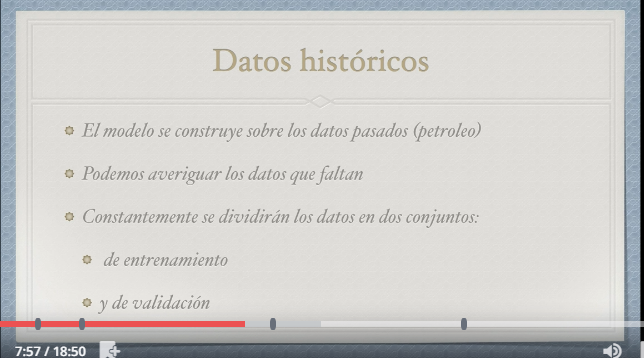 Datos históricos
El modelo se construye sobre los datos pasados (petroleo)
Podemos averiguar los datos que faltan
Constantemente se dividirán los datos en dos conjuntos:
de entrenamiento
y de validación
7:57 / 18:50